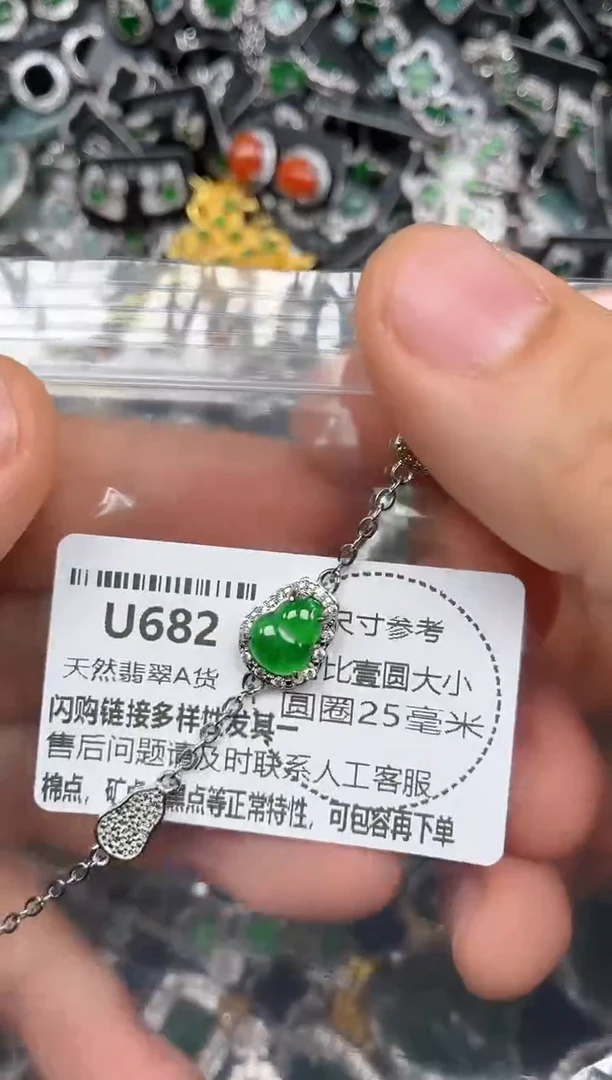 U682
天然翡翠A货
尺寸参考
比壹圆大小
圆圈25毫米
闪购链接多样 发其一
售后问题请及时联系人工客服
棉点，矿 黑点等正常特性，可包容再下单